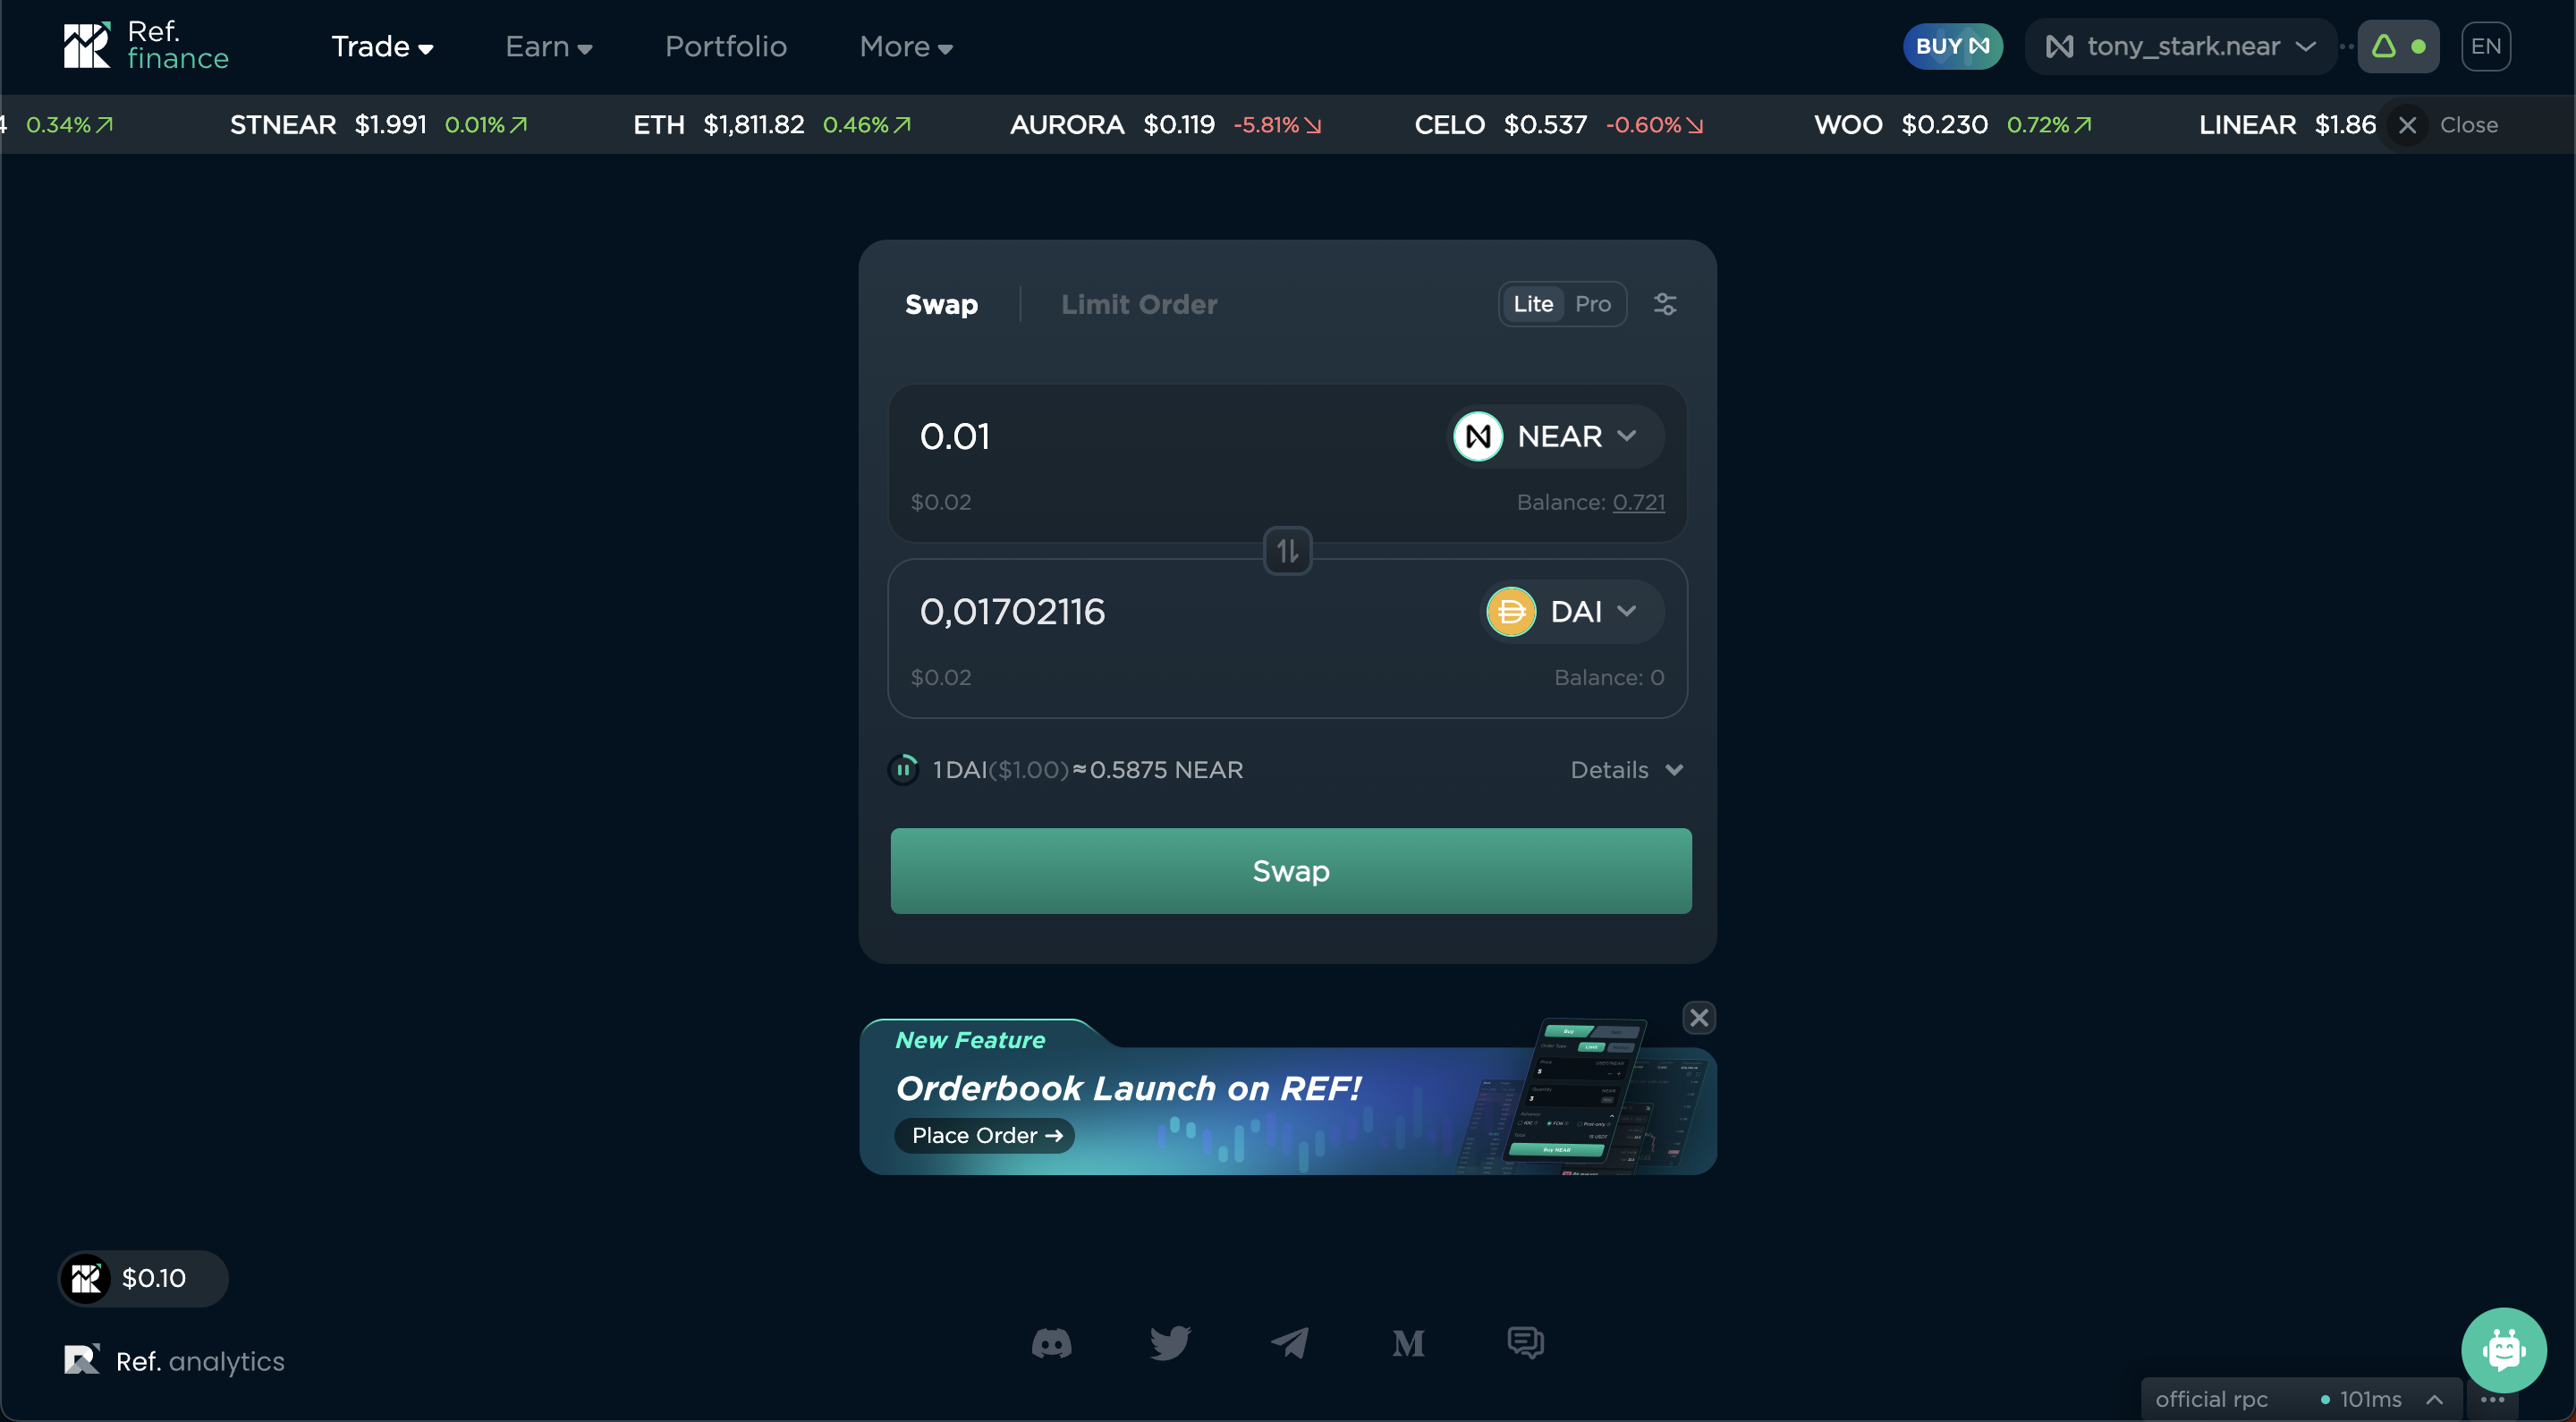 Ref.
finance
Trade
Earn
Portfolio
More
BUY
tony_stark.near
EN
0.34%
STNEAR $1.991 0.01%
ETH $1,811.82 0.46%
AURORA $0.119 -5.81%
CELO $0.537 -0.60%
WOO $0.230 0.72%
LINEAR $1.86
Close
Swap
Limit Order
Lite Pro
0.01
NEAR
$0.02
Balance: 0.721
0,01702116
DAI
$0.02
Balance: 0
1 DAI($1.00)≈0.5875 NEAR
Details
Swap
New Feature
Orderbook Launch on REF!
Place Order →
Buy
Limit
Buy NEAR
$0.10
Ref. analytics
official rpc
101ms